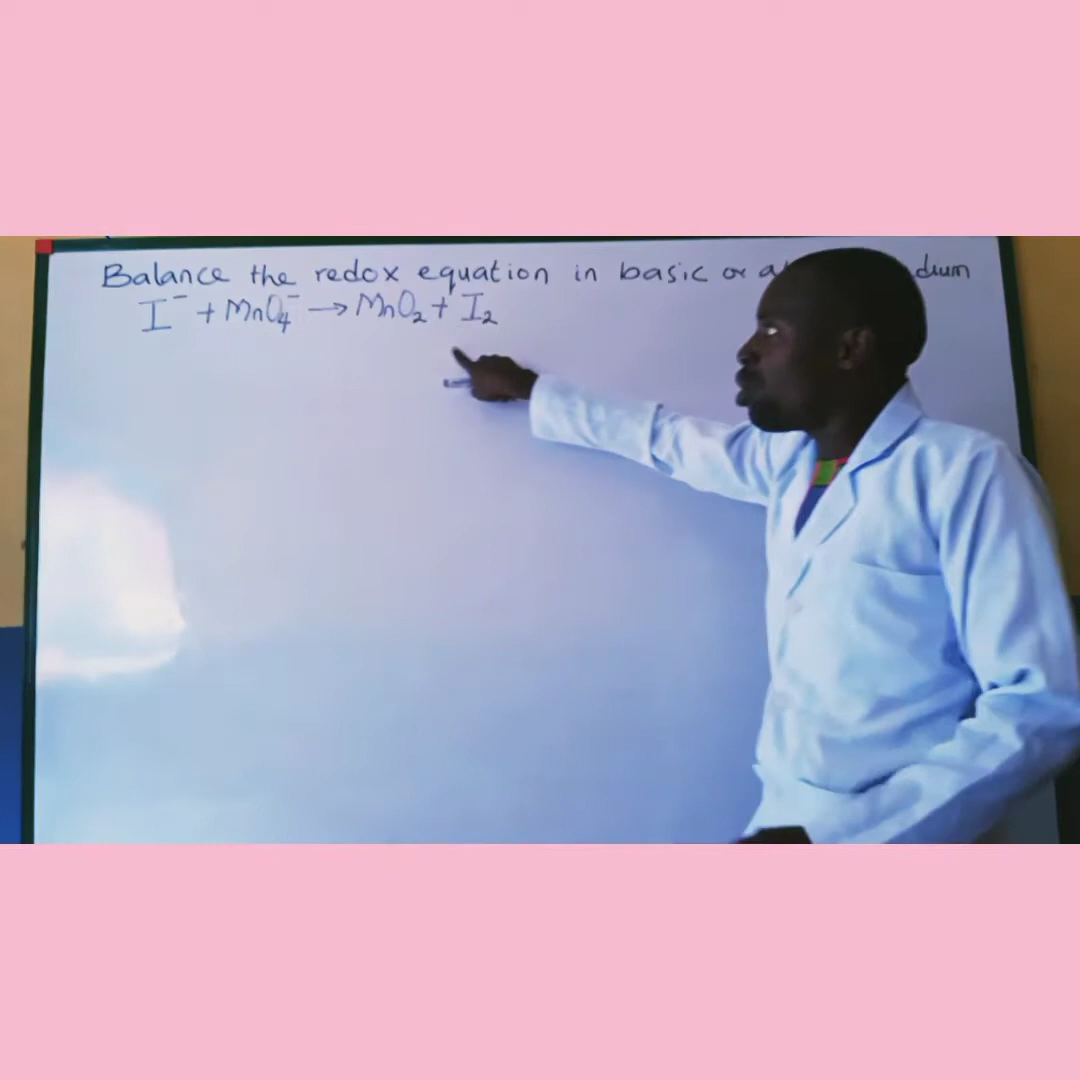 Balance the redox equation in basic or
I⁻ + MnO₄⁻ → MnO₂ + I₂